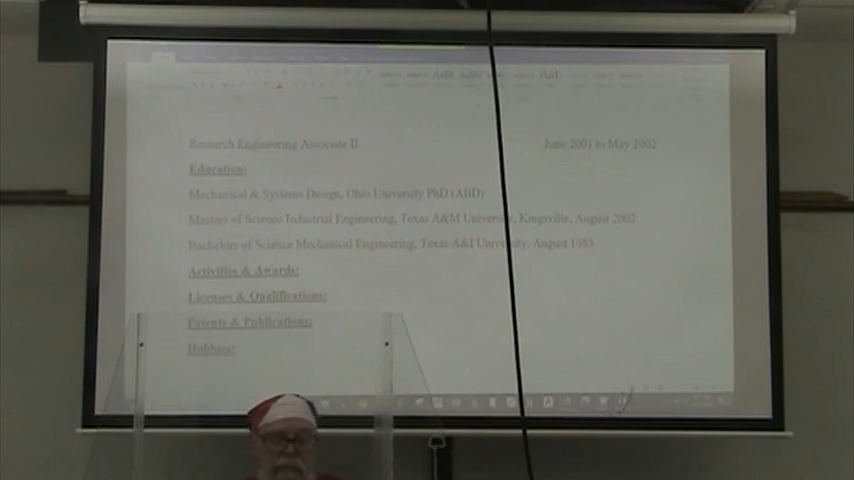 Research Engineering Associate II June 2001 to May 2002
Education:
Mechanical & Systems Design, Ohio University PhD (ABD)
Masters of Science Industrial Engineering, Texas A&M University, Kingsville, August 2002
Bachelors of Science Mechanical Engineering, Texas A&I University, August 1983
Activities & Awards:
Licenses & Qualifications:
Patents & Publications:
Hobbies: